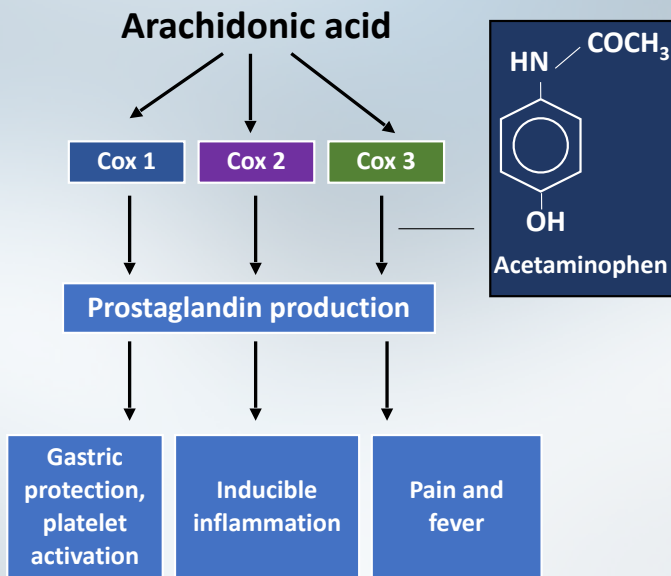 Arachidonic acid
COCH₃
HN
Cox 1
Cox 2
Cox 3
OH
Acetaminophen
Prostaglandin production
Gastric
protection,
platelet
activation
Inducible
inflammation
Pain and
fever